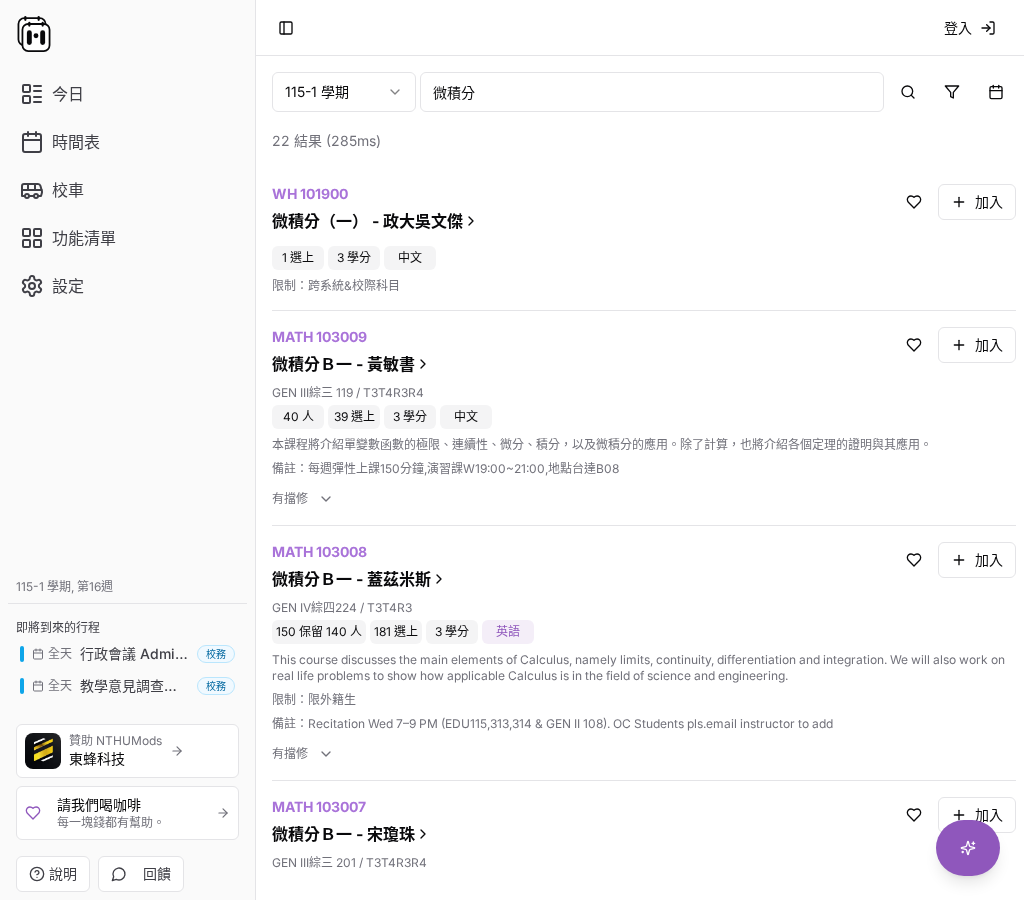 今日
時間表
校車
功能清單
設定
115-1 學期, 第16週
即將到來的行程
全天 行政會議 Admi... 校務
全天 教學意見調查... 校務
贊助 NTHUMods
東蜂科技
請我們喝咖啡
每一塊錢都有幫助。
說明 回饋
登入
115-1 學期 微積分
22 結果 (285ms)
WH 101900
微積分（一） - 政大吳文傑
加入
1 選上 3 學分 中文
限制：跨系統&校際科目
MATH 103009
微積分Ｂ一 - 黃敏書
加入
GEN III綜三 119 / T3T4R3R4
40 人 39 選上 3 學分 中文
本課程將介紹單變數函數的極限、連續性、微分、積分，以及微積分的應用。除了計算，也將介紹各個定理的證明與其應用。
備註：每週彈性上課150分鐘,演習課W19:00~21:00,地點台達B08
有擋修
MATH 103008
微積分Ｂ一 - 蓋茲米斯
加入
GEN IV綜四224 / T3T4R3
150 保留 140 人 181 選上 3 學分 英語
This course discusses the main elements of Calculus, namely limits, continuity, differentiation and integration. We will also work on
real life problems to show how applicable Calculus is in the field of science and engineering.
限制：限外籍生
備註：Recitation Wed 7–9 PM (EDU115,313,314 & GEN II 108). OC Students pls.email instructor to add
有擋修
MATH 103007
微積分Ｂ一 - 宋瓊珠
加入
GEN III綜三 201 / T3T4R3R4